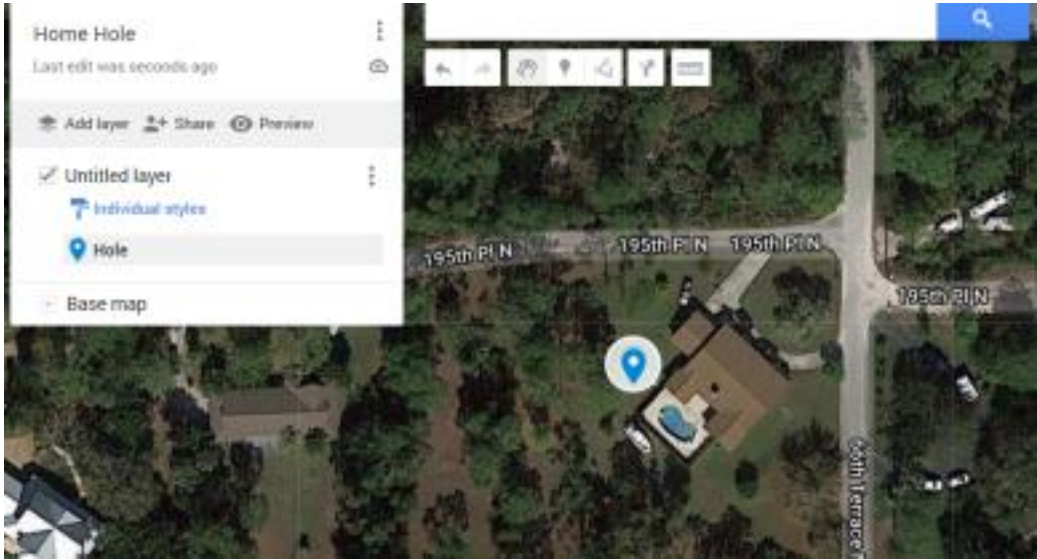 Home Hole
Last edit was seconds ago
Add layer Share Preview
Untitled layer
Individual styles
Hole
Base map
195th Pl N 195th Pl N 195th Pl N
195th Pl N